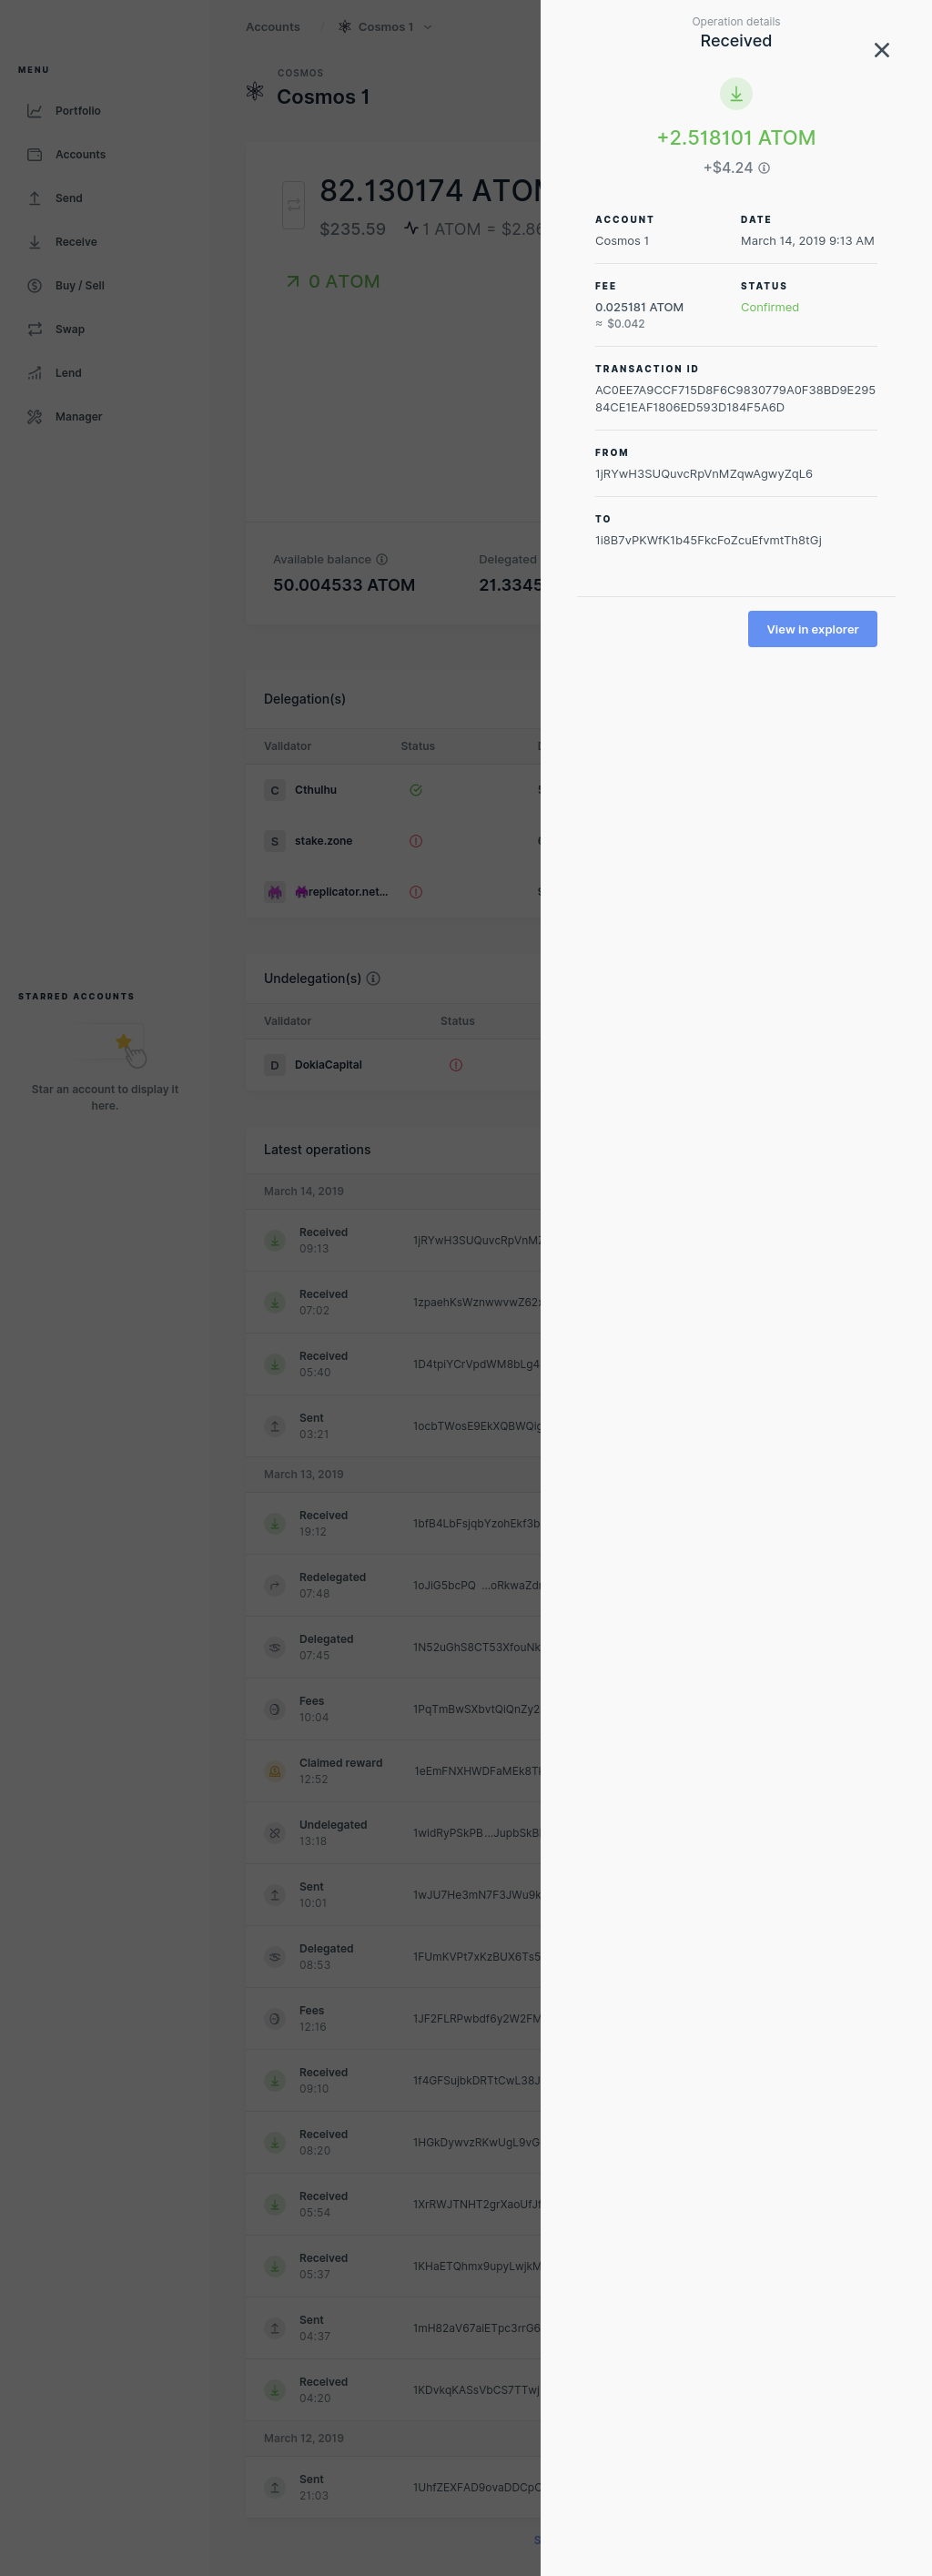 MENU
Portfolio
Accounts
Send
Receive
Buy / Sell
Swap
Lend
Manager
STARRED ACCOUNTS
Star an account to display it
here.
Accounts / Cosmos 1
COSMOS
Cosmos 1
82.130174 ATOM
$235.59 1 ATOM = $2.86
0 ATOM
Available balance
50.004533 ATOM
Delegated
21.3345
Delegation(s)
Validator Status
C Cthulhu
S stake.zone
replicator.net...
Undelegation(s)
Validator Status
D DokiaCapital
Latest operations
March 14, 2019
Received
09:13
1jRYwH3SUQuvcRpVnMZ
Received
07:02
1zpaehKsWznwwvwZ62
Received
05:40
1D4tpiYCrVpdWM8bLg4
Sent
03:21
1ocbTWosE9EkXQBWQig
March 13, 2019
Received
19:12
1bfB4LbFsjqbYzohEkf3b
Redelegated
07:48
1oJiG5bcPQ ...oRkwaZd
Delegated
07:45
1N52uGhS8CT53XfouNk
Fees
10:04
1PqTmBwSXbvtQiQnZy2
Claimed reward
12:52
1eEmFNXHWDFaMEk8T
Undelegated
13:18
1widRyPSkPB...JupbSkB
Sent
10:01
1wJU7He3mN7F3JWu9k
Delegated
08:53
1FUmKVPt7xKzBUX6Ts5
Fees
12:16
1JF2FLRPwbdf6y2W2FM
Received
09:10
1f4GFSujbkDRTtCwL38J
Received
08:20
1HGkDywvzRKwUgL9vG
Received
05:54
1XrRWJTNHT2grXaoUfJ
Received
05:37
1KHaETQhmx9upyLwjkM
Sent
04:37
1mH82aV67aiETpc3rrG6
Received
04:20
1KDvkqKASsVbCS7TTwj
March 12, 2019
Sent
21:03
1UhfZEXFAD9ovaDDCpC
Operation details
Received
+2.518101 ATOM
+$4.24
ACCOUNT
Cosmos 1
DATE
March 14, 2019 9:13 AM
FEE
0.025181 ATOM
≈ $0.042
STATUS
Confirmed
TRANSACTION ID
AC0EE7A9CCF715D8F6C9830779A0F38BD9E295
84CE1EAF1806ED593D184F5A6D
FROM
1jRYwH3SUQuvcRpVnMZqwAgwyZqL6
TO
1i8B7vPKWfK1b45FkcFoZcuEfvmtTh8tGj
View in explorer